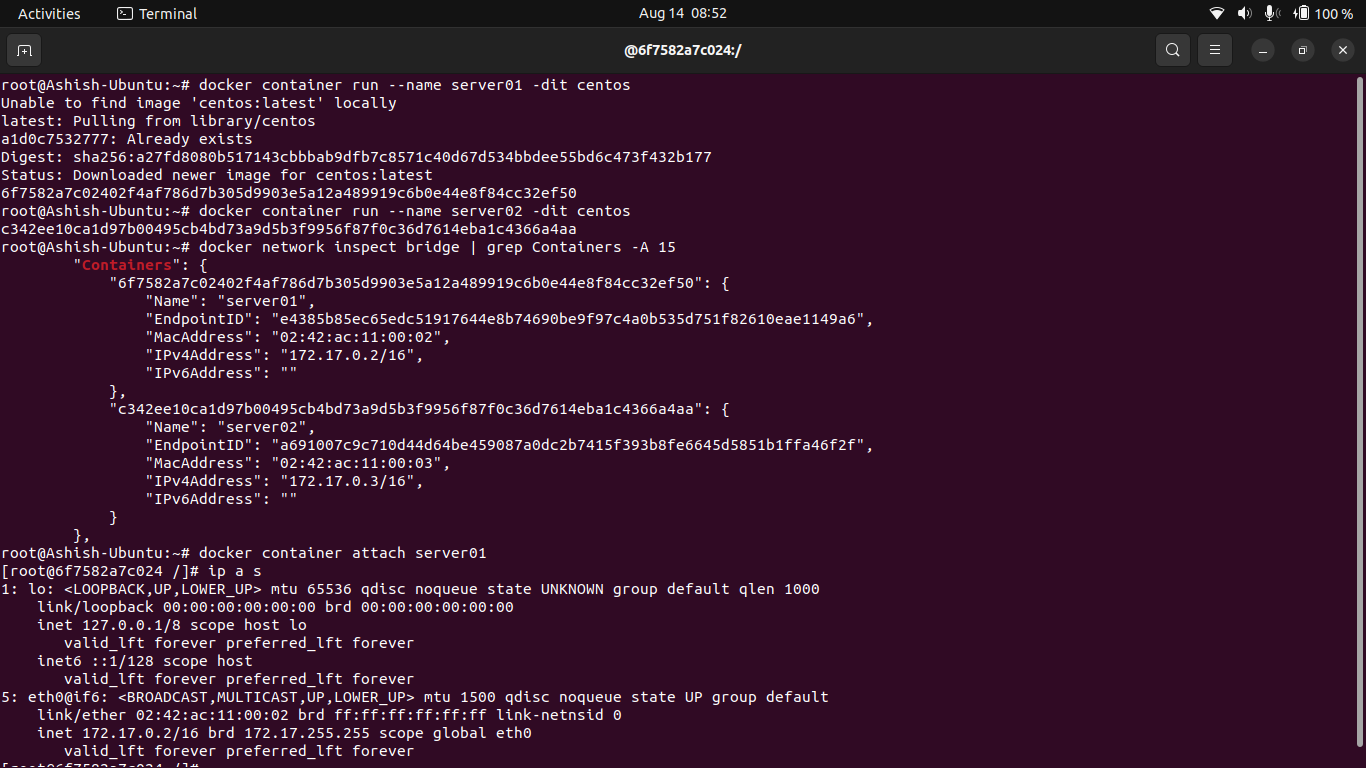 Activities
Terminal
Aug 14 08:52
100 %
@6f7582a7c024:/
root@Ashish-Ubuntu:~# docker container run --name server01 -dit centos
Unable to find image 'centos:latest' locally
latest: Pulling from library/centos
a1d0c7532777: Already exists
Digest: sha256:a27fd8080b517143cbbbab9dfb7c8571c40d67d534bbdee55bd6c473f432b177
Status: Downloaded newer image for centos:latest
6f7582a7c02402f4af786d7b305d9903e5a12a489919c6b0e44e8f84cc32ef50
root@Ashish-Ubuntu:~# docker container run --name server02 -dit centos
c342ee10ca1d97b00495cb4bd73a9d5b3f9956f87f0c36d7614eba1c4366a4aa
root@Ashish-Ubuntu:~# docker network inspect bridge | grep Containers -A 15
        "Containers": {
            "6f7582a7c02402f4af786d7b305d9903e5a12a489919c6b0e44e8f84cc32ef50": {
                "Name": "server01",
                "EndpointID": "e4385b85ec65edc51917644e8b74690be9f97c4a0b535d751f82610eae1149a6",
                "MacAddress": "02:42:ac:11:00:02",
                "IPv4Address": "172.17.0.2/16",
                "IPv6Address": ""
            },
            "c342ee10ca1d97b00495cb4bd73a9d5b3f9956f87f0c36d7614eba1c4366a4aa": {
                "Name": "server02",
                "EndpointID": "a691007c9c710d44d64be459087a0dc2b7415f393b8fe6645d5851b1ffa46f2f",
                "MacAddress": "02:42:ac:11:00:03",
                "IPv4Address": "172.17.0.3/16",
                "IPv6Address": ""
            }
        },
root@Ashish-Ubuntu:~# docker container attach server01
[root@6f7582a7c024 /]# ip a s
1: lo: <LOOPBACK,UP,LOWER_UP> mtu 65536 qdisc noqueue state UNKNOWN group default qlen 1000
    link/loopback 00:00:00:00:00:00 brd 00:00:00:00:00:00
    inet 127.0.0.1/8 scope host lo
       valid_lft forever preferred_lft forever
    inet6 ::1/128 scope host
       valid_lft forever preferred_lft forever
5: eth0@if6: <BROADCAST,MULTICAST,UP,LOWER_UP> mtu 1500 qdisc noqueue state UP group default
    link/ether 02:42:ac:11:00:02 brd ff:ff:ff:ff:ff:ff link-netnsid 0
    inet 172.17.0.2/16 brd 172.17.255.255 scope global eth0
       valid_lft forever preferred_lft forever
[root@6f7582a7c024 /]#